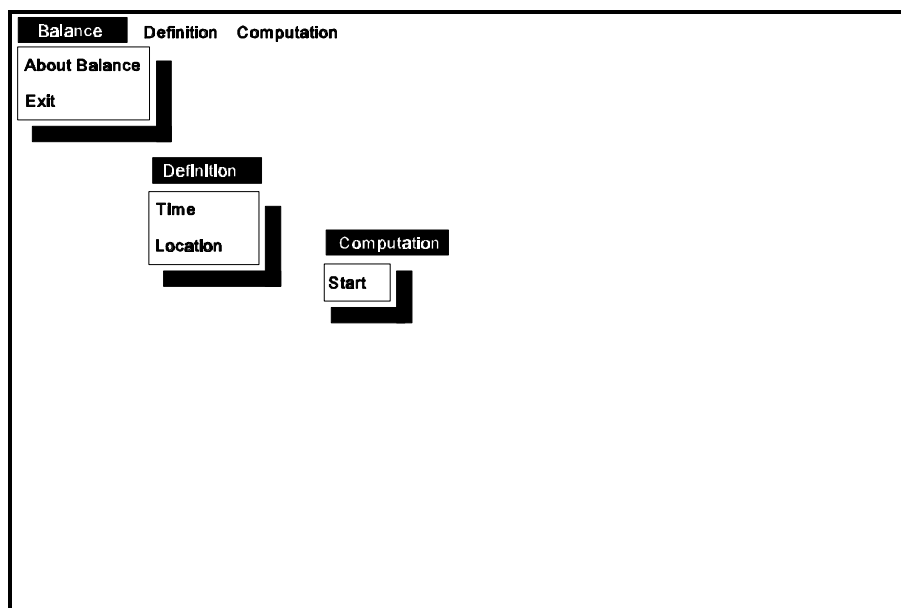 Balance Definition Computation
About Balance
Exit
Definition
Time
Location
Computation
Start